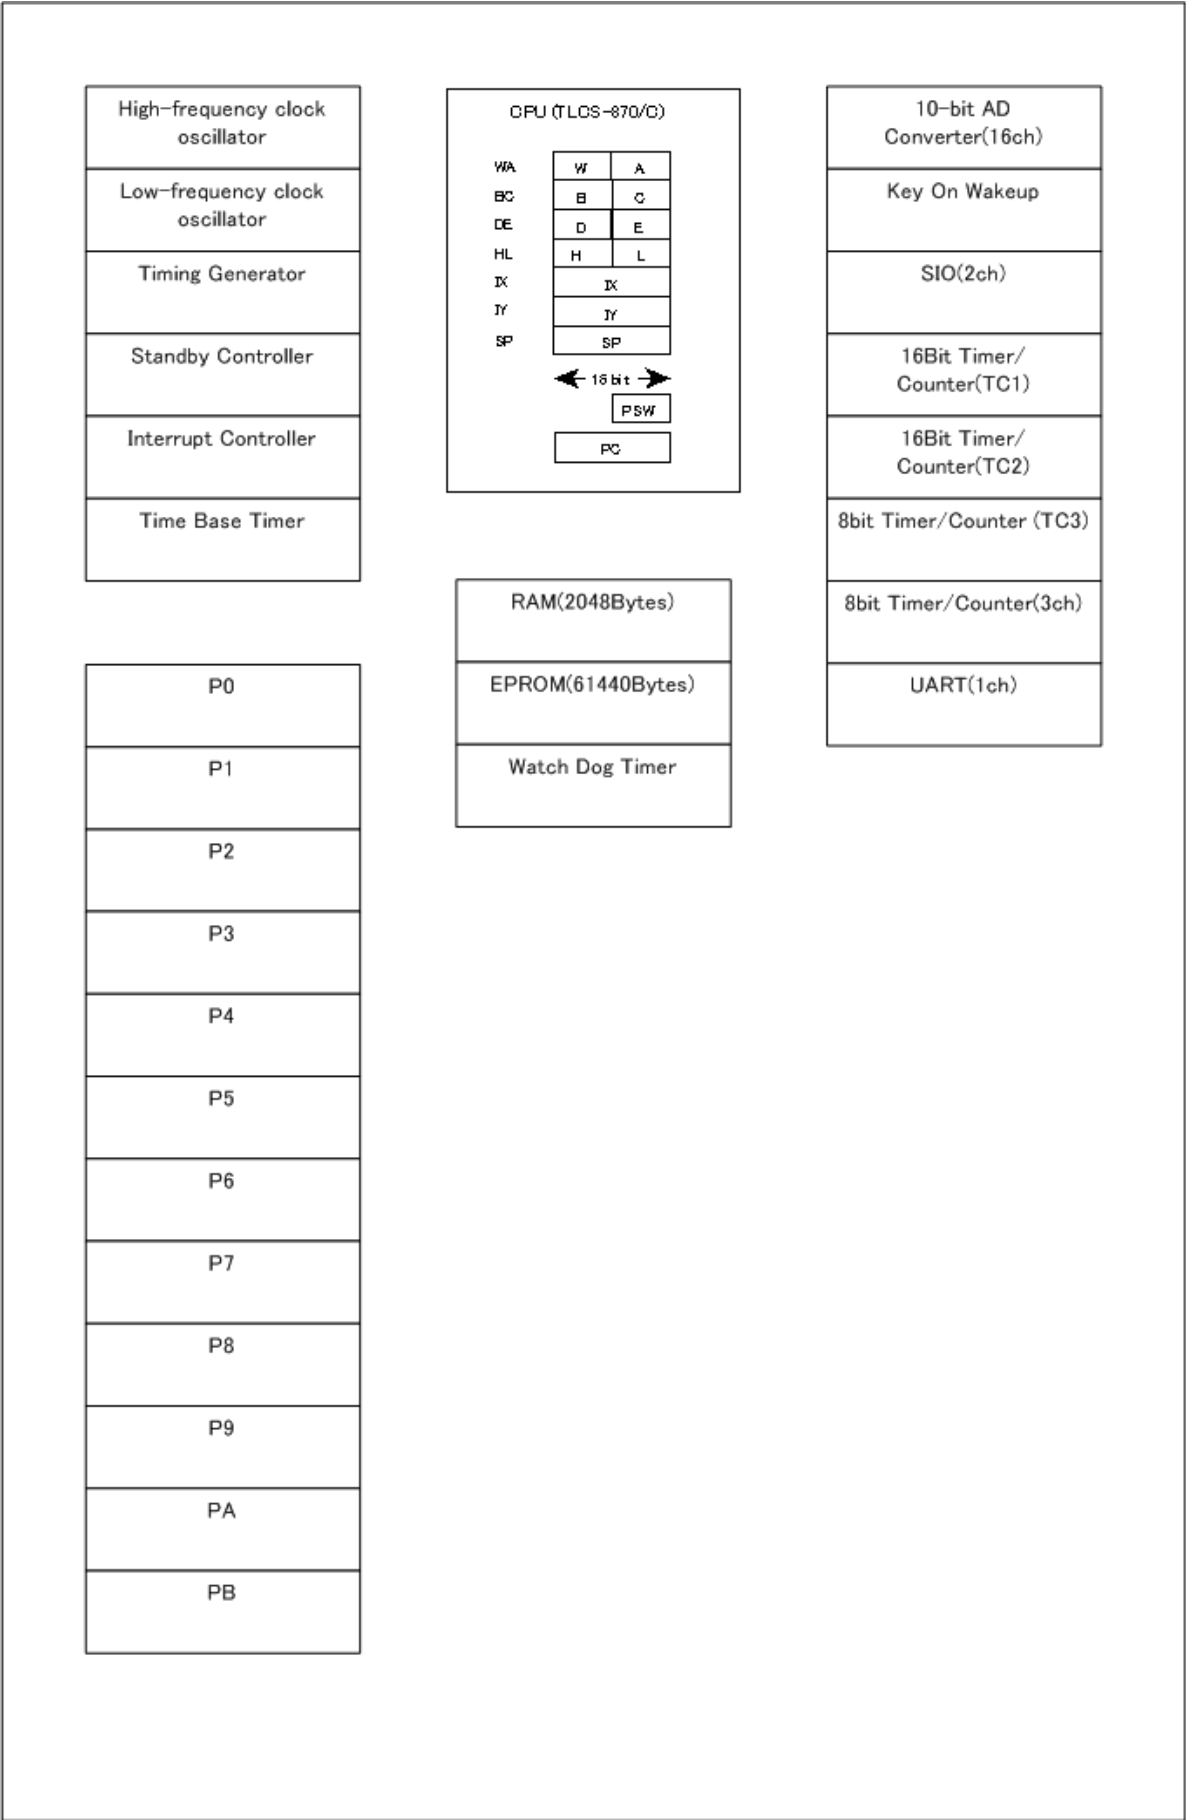 High-frequency clock
oscillator
Low-frequency clock
oscillator
Timing Generator
Standby Controller
Interrupt Controller
Time Base Timer
P0
P1
P2
P3
P4
P5
P6
P7
P8
P9
PA
PB
CPU (TLCS-870/C)
WA W A
BC B C
DE D E
HL H L
IX IX
IY IY
SP SP
16 bit
PSW
PC
RAM(2048Bytes)
EPROM(61440Bytes)
Watch Dog Timer
10-bit AD
Converter(16ch)
Key On Wakeup
SIO(2ch)
16Bit Timer/
Counter(TC1)
16Bit Timer/
Counter(TC2)
8bit Timer/Counter (TC3)
8bit Timer/Counter(3ch)
UART(1ch)